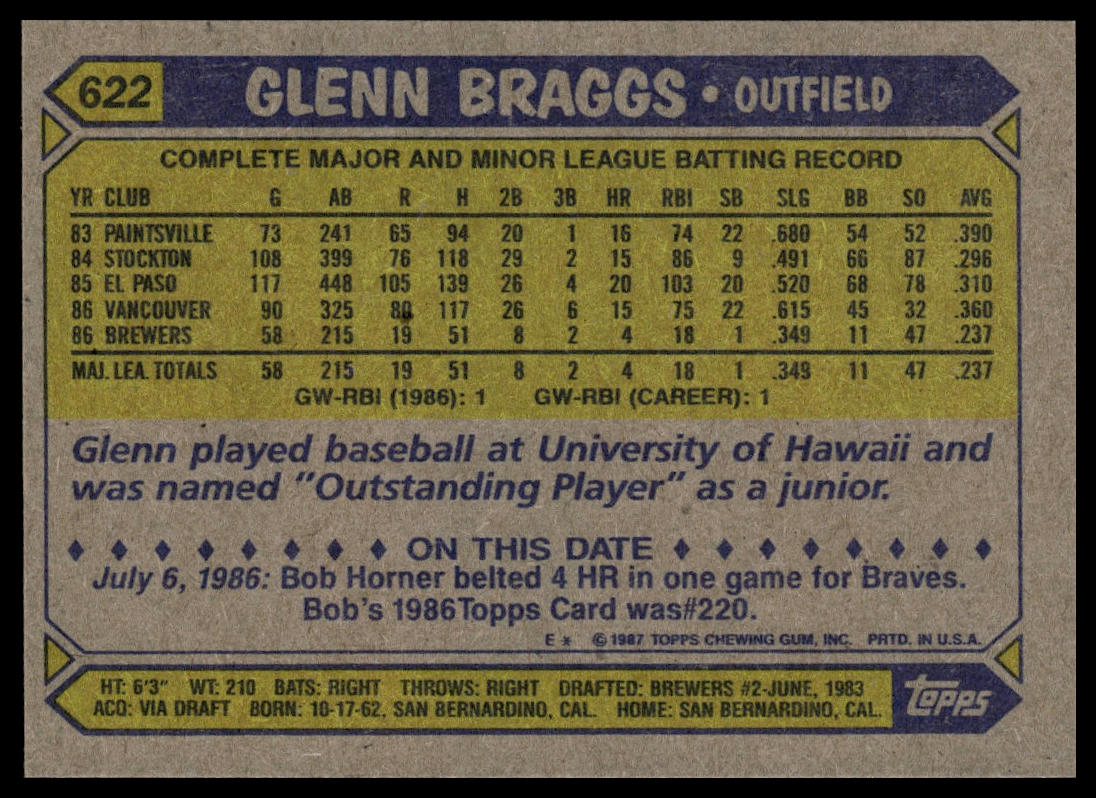 622 GLENN BRAGGS • OUTFIELD
COMPLETE MAJOR AND MINOR LEAGUE BATTING RECORD
YR CLUB G AB R H 2B 3B HR RBI SB SLG BB SO AVG
83 PAINTSVILLE 73 241 65 94 20 1 16 74 22 .680 54 52 .390
84 STOCKTON 108 399 76 118 29 2 15 86 9 .491 66 87 .296
85 EL PASO 117 448 105 139 26 4 20 103 20 .520 68 78 .310
86 VANCOUVER 90 325 80 117 26 6 15 75 22 .615 45 32 .360
86 BREWERS 58 215 19 51 8 2 4 18 1 .349 11 47 .237
MAJ. LEA. TOTALS 58 215 19 51 8 2 4 18 1 .349 11 47 .237
GW-RBI (1986): 1 GW-RBI (CAREER): 1
Glenn played baseball at University of Hawaii and
was named “Outstanding Player” as a junior.
♦ ♦ ♦ ♦ ♦ ♦ ♦ ♦ ON THIS DATE ♦ ♦ ♦ ♦ ♦ ♦ ♦ ♦
July 6, 1986: Bob Horner belted 4 HR in one game for Braves.
Bob's 1986Topps Card was#220.
E * © 1987 TOPPS CHEWING GUM, INC. PRTD. IN U.S.A.
HT: 6'3" WT: 210 BATS: RIGHT THROWS: RIGHT DRAFTED: BREWERS #2-JUNE, 1983
ACQ: VIA DRAFT BORN: 10-17-62, SAN BERNARDINO, CAL. HOME: SAN BERNARDINO, CAL.
topps